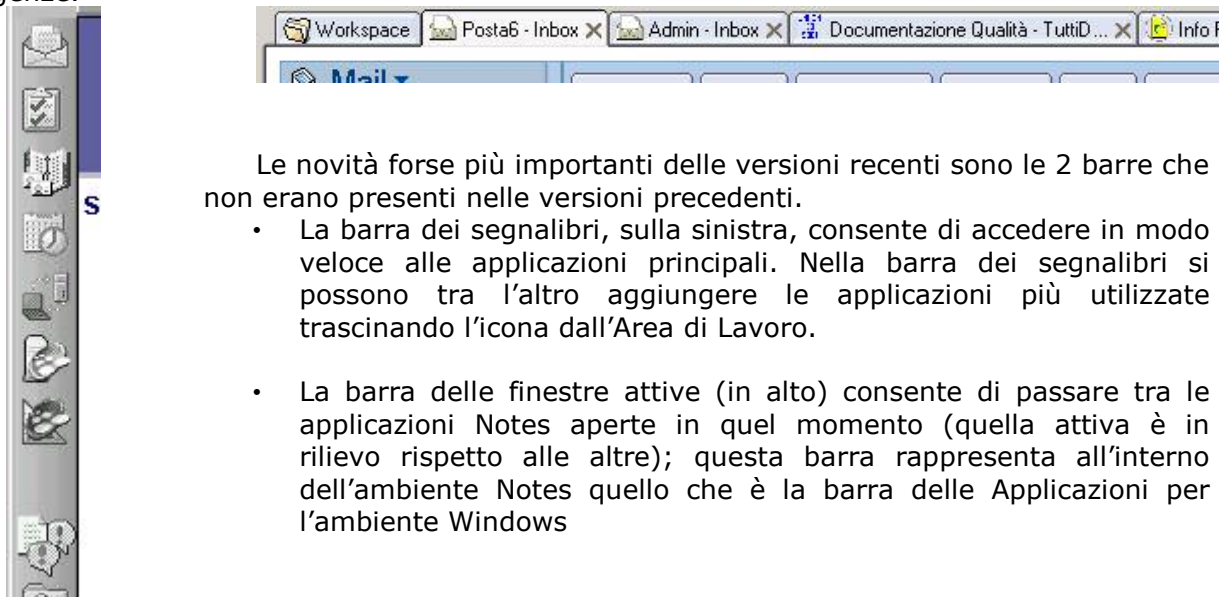 Workspace Posta6 - Inbox Admin - Inbox Documentazione Qualità - TuttiD... Info
Mail
Le novità forse più importanti delle versioni recenti sono le 2 barre che
non erano presenti nelle versioni precedenti.
S
• La barra dei segnalibri, sulla sinistra, consente di accedere in modo
veloce alle applicazioni principali. Nella barra dei segnalibri si
possono tra l’altro aggiungere le applicazioni più utilizzate
trascinando l’icona dall’Area di Lavoro.
• La barra delle finestre attive (in alto) consente di passare tra le
applicazioni Notes aperte in quel momento (quella attiva è in
rilievo rispetto alle altre); questa barra rappresenta all’interno
dell’ambiente Notes quello che è la barra delle Applicazioni per
l’ambiente Windows